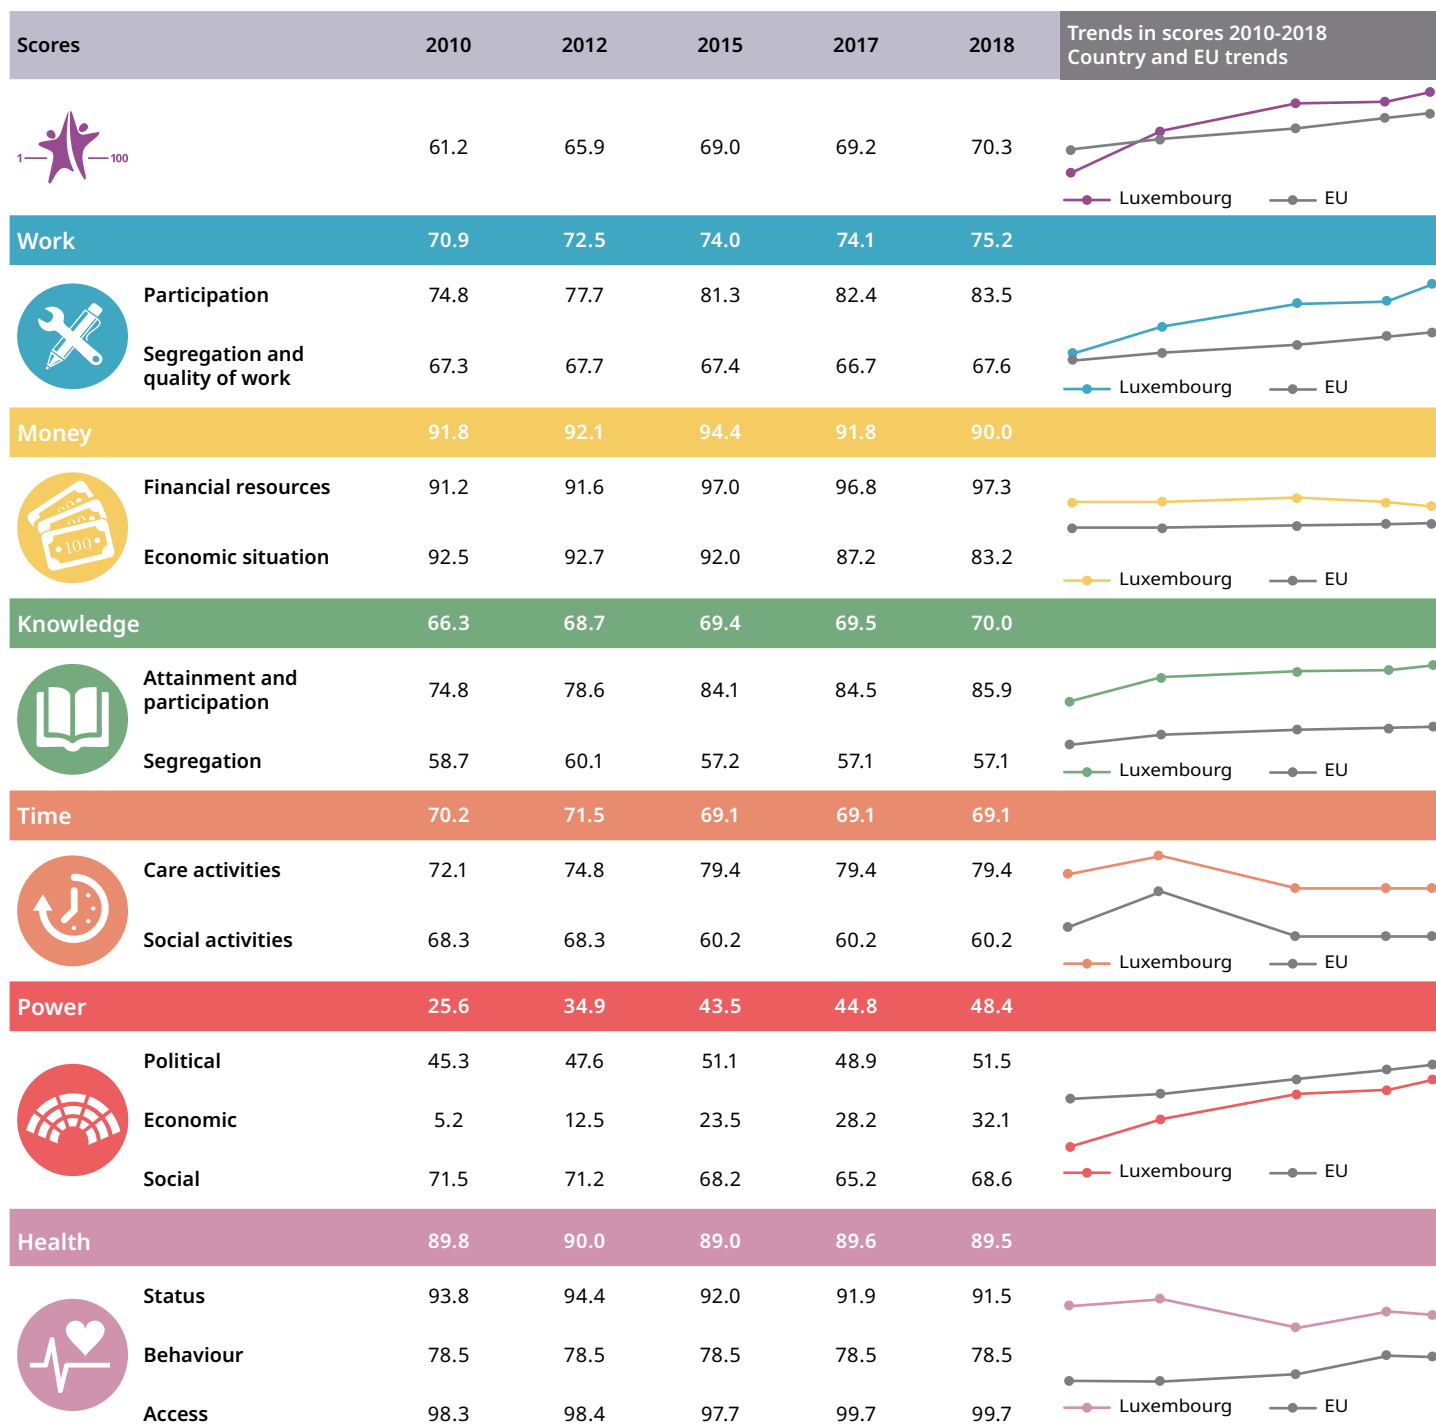 Scores 2010 2012 2015 2017 2018 Trends in scores 2010-2018
Country and EU trends
1 100 61.2 65.9 69.0 69.2 70.3
Luxembourg EU
Work 70.9 72.5 74.0 74.1 75.2
Participation 74.8 77.7 81.3 82.4 83.5
Segregation and
quality of work 67.3 67.7 67.4 66.7 67.6
Luxembourg EU
Money 91.8 92.1 94.4 91.8 90.0
Financial resources 91.2 91.6 97.0 96.8 97.3
100
Economic situation 92.5 92.7 92.0 87.2 83.2
Luxembourg EU
Knowledge 66.3 68.7 69.4 69.5 70.0
Attainment and
participation 74.8 78.6 84.1 84.5 85.9
Segregation 58.7 60.1 57.2 57.1 57.1
Luxembourg EU
Time 70.2 71.5 69.1 69.1 69.1
Care activities 72.1 74.8 79.4 79.4 79.4
Social activities 68.3 68.3 60.2 60.2 60.2
Luxembourg EU
Power 25.6 34.9 43.5 44.8 48.4
Political 45.3 47.6 51.1 48.9 51.5
Economic 5.2 12.5 23.5 28.2 32.1
Social 71.5 71.2 68.2 65.2 68.6
Luxembourg EU
Health 89.8 90.0 89.0 89.6 89.5
Status 93.8 94.4 92.0 91.9 91.5
Behaviour 78.5 78.5 78.5 78.5 78.5
Access 98.3 98.4 97.7 99.7 99.7
Luxembourg EU